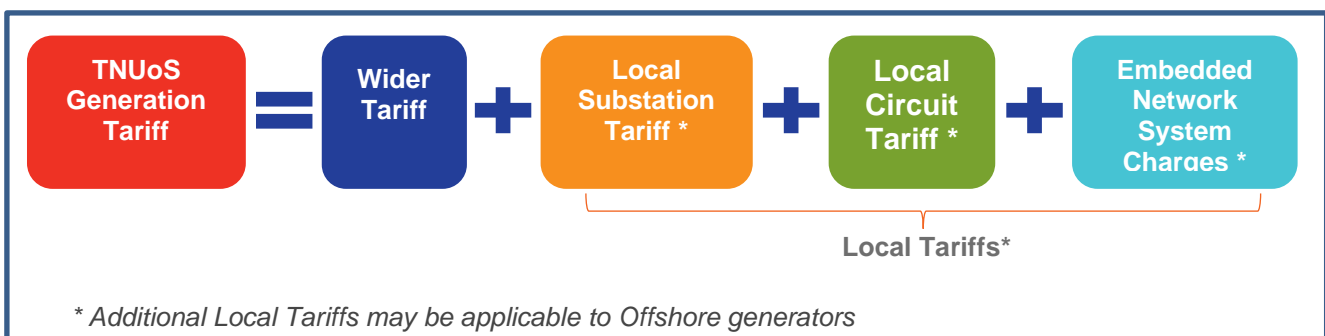 TNUoS
Generation
Tariff
Wider
Tariff
Local
Substation
Tariff *
Local
Circuit
Tariff *
Embedded
Network
System
Charges *
Local Tariffs*
* Additional Local Tariffs may be applicable to Offshore generators